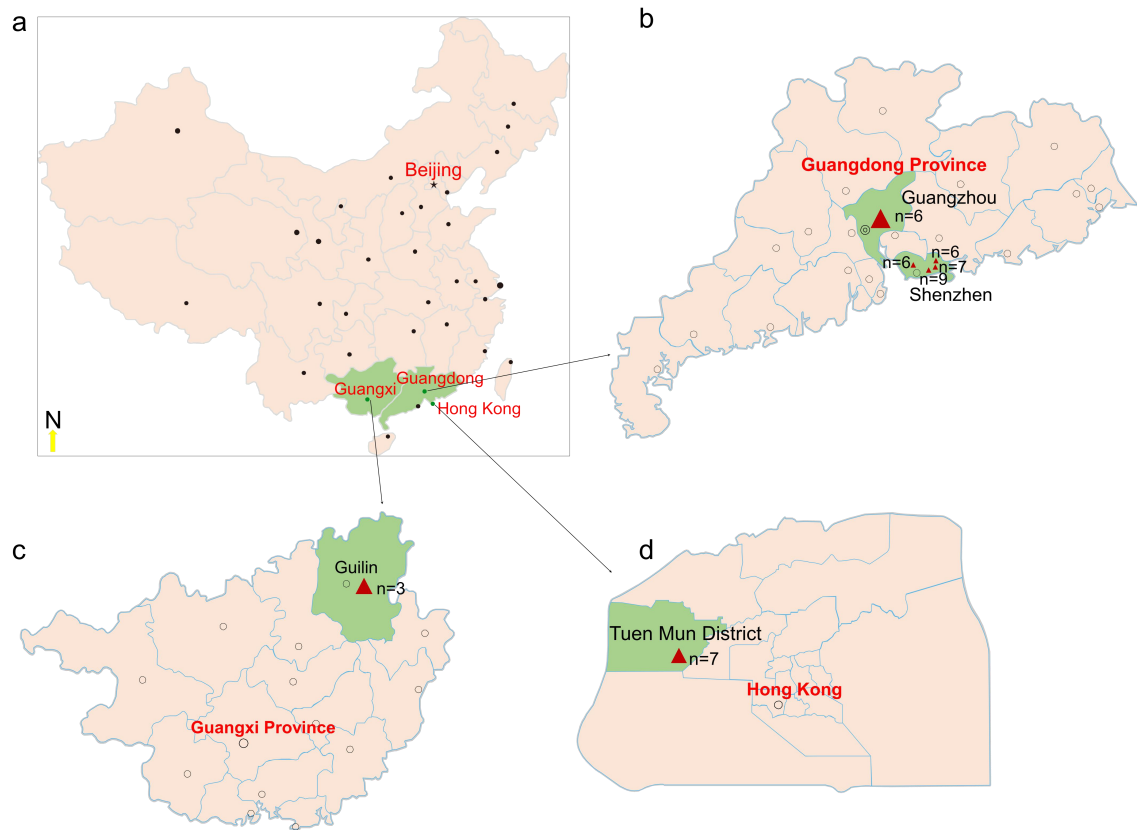 a
Beijing
Guangxi
Guangdong
Hong Kong
N
b
Guangdong Province
Guangzhou
n=6
n=6
n=6
n=7
n=9
Shenzhen
c
Guilin
n=3
Guangxi Province
d
Tuen Mun District
n=7
Hong Kong